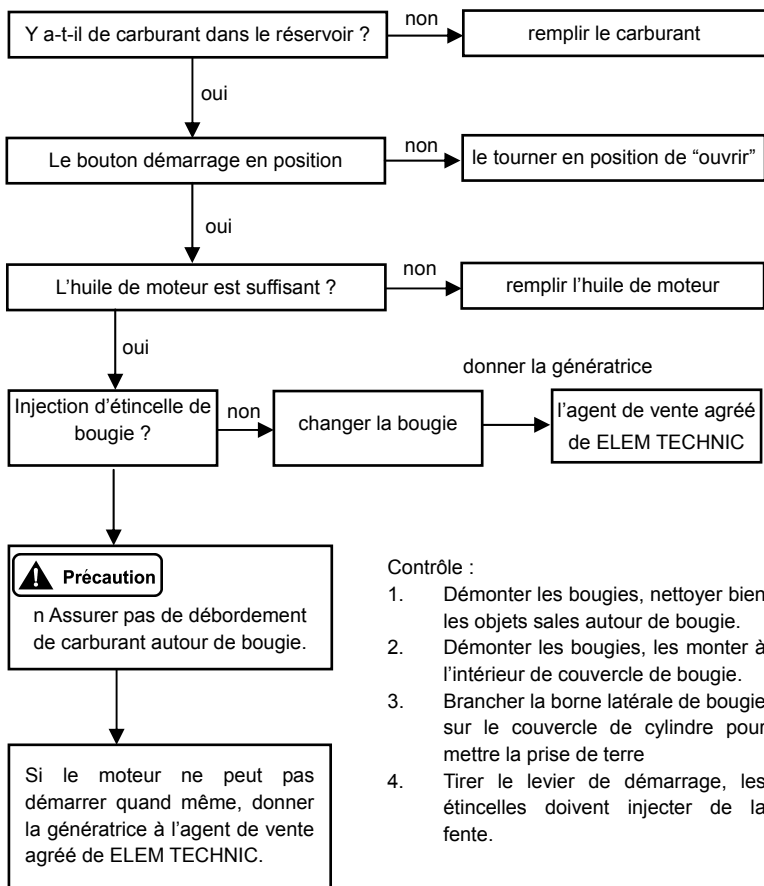 Y a-t-il de carburant dans le réservoir ?
non
remplir le carburant
oui
Le bouton démarrage en position
non
le tourner en position de “ouvrir”
oui
L’huile de moteur est suffisant ?
non
remplir l’huile de moteur
oui
donner la génératrice
Injection d’étincelle de
bougie ?
non
changer la bougie
l’agent de vente agréé
de ELEM TECHNIC
Précaution
n Assurer pas de débordement
de carburant autour de bougie.
Si le moteur ne peut pas
démarrer quand même, donner
la génératrice à l’agent de vente
agréé de ELEM TECHNIC.
Contrôle :
1. Démonter les bougies, nettoyer bien
les objets sales autour de bougie.
2. Démonter les bougies, les monter à
l’intérieur de couvercle de bougie.
3. Brancher la borne latérale de bougie
sur le couvercle de cylindre pour
mettre la prise de terre
4. Tirer le levier de démarrage, les
étincelles doivent injecter de la
fente.